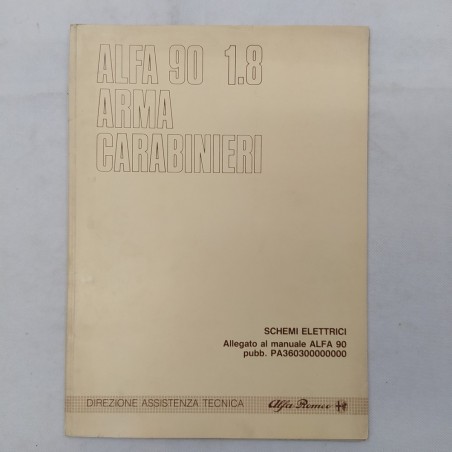 ALFA 90 1.8
ARMA
CARABINIERI
SCHEMI ELETTRICI
Allegato al manuale ALFA 90
pubb. PA360300000000
DIREZIONE ASSISTENZA TECNICA Alfa-Romeo